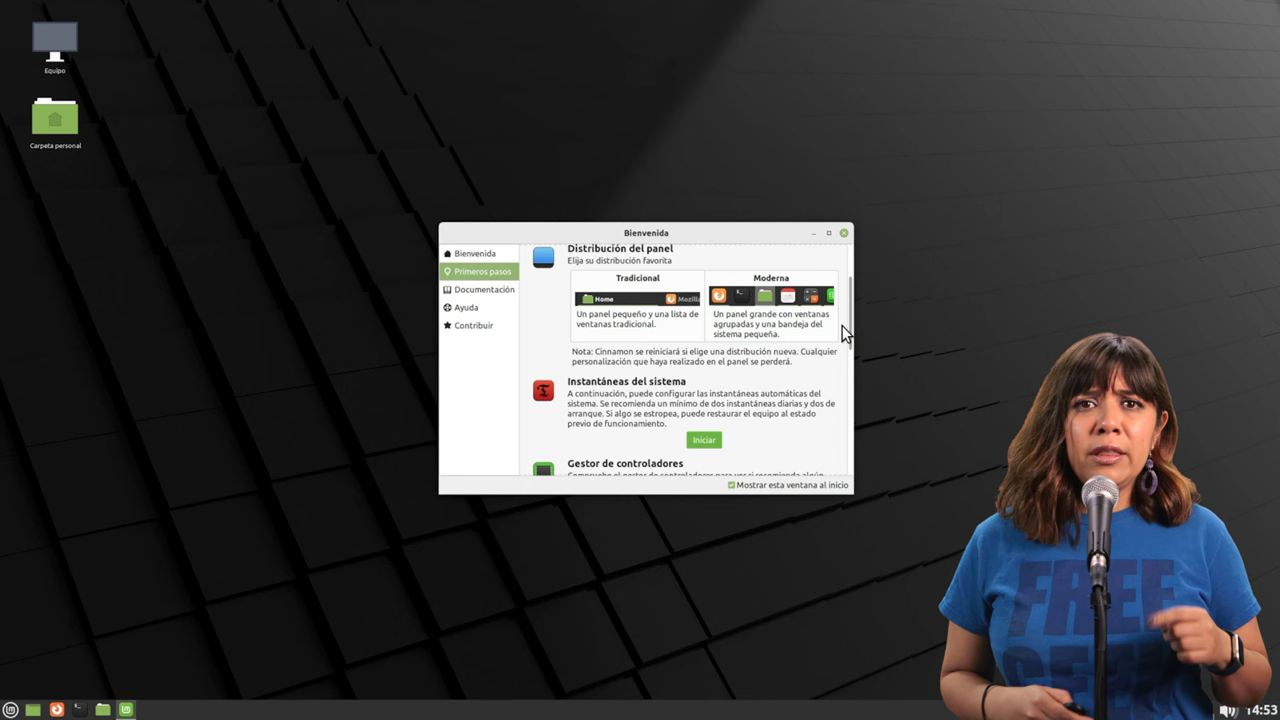 Equipo
Carpeta personal
Bienvenida
Bienvenida
Primeros pasos
Documentación
Ayuda
Contribuir
Distribución del panel
Elija su distribución favorita
Tradicional
Moderna
Home
Mozill
Un panel pequeño y una lista de
ventanas tradicional.
Un panel grande con ventanas
agrupadas y una bandeja del
sistema pequeña.
Nota: Cinnamon se reiniciará si elige una distribución nueva. Cualquier
personalización que haya realizado en el panel se perderá.
Instantáneas del sistema
A continuación, puede configurar las instantáneas automáticas del
sistema. Se recomienda un mínimo de dos instantáneas diarias y dos de
arranque. Si algo se estropea, puede restaurar el equipo al estado
previo de funcionamiento.
Iniciar
Gestor de controladores
Mostrar esta ventana al inicio
FREE
14:53